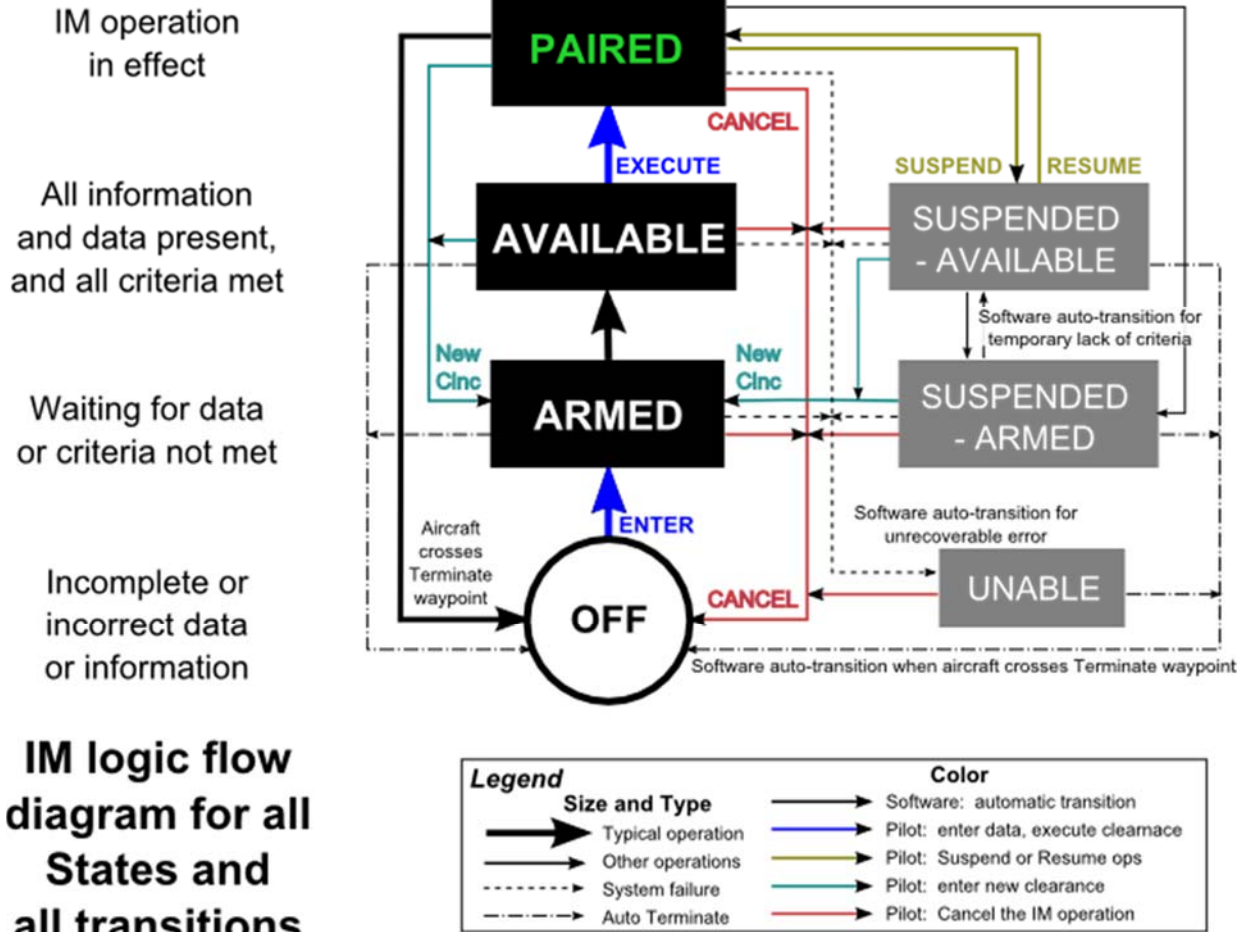 IM operation
in effect
PAIRED
CANCEL
EXECUTE
SUSPEND
RESUME
All information
and data present,
and all criteria met
AVAILABLE
SUSPENDED
- AVAILABLE
Software auto-transition for
temporary lack of criteria
New
Clnc
New
Clnc
Waiting for data
or criteria not met
ARMED
SUSPENDED
- ARMED
Aircraft
crosses
Terminate
waypoint
ENTER
Software auto-transition for
unrecoverable error
Incomplete or
incorrect data
or information
OFF
CANCEL
UNABLE
Software auto-transition when aircraft crosses Terminate waypoint
IM logic flow
diagram for all
States and
all transitions
Legend
Size and Type
Typical operation
Other operations
System failure
Auto Terminate
Color
Software: automatic transition
Pilot: enter data, execute clearnace
Pilot: Suspend or Resume ops
Pilot: enter new clearance
Pilot: Cancel the IM operation